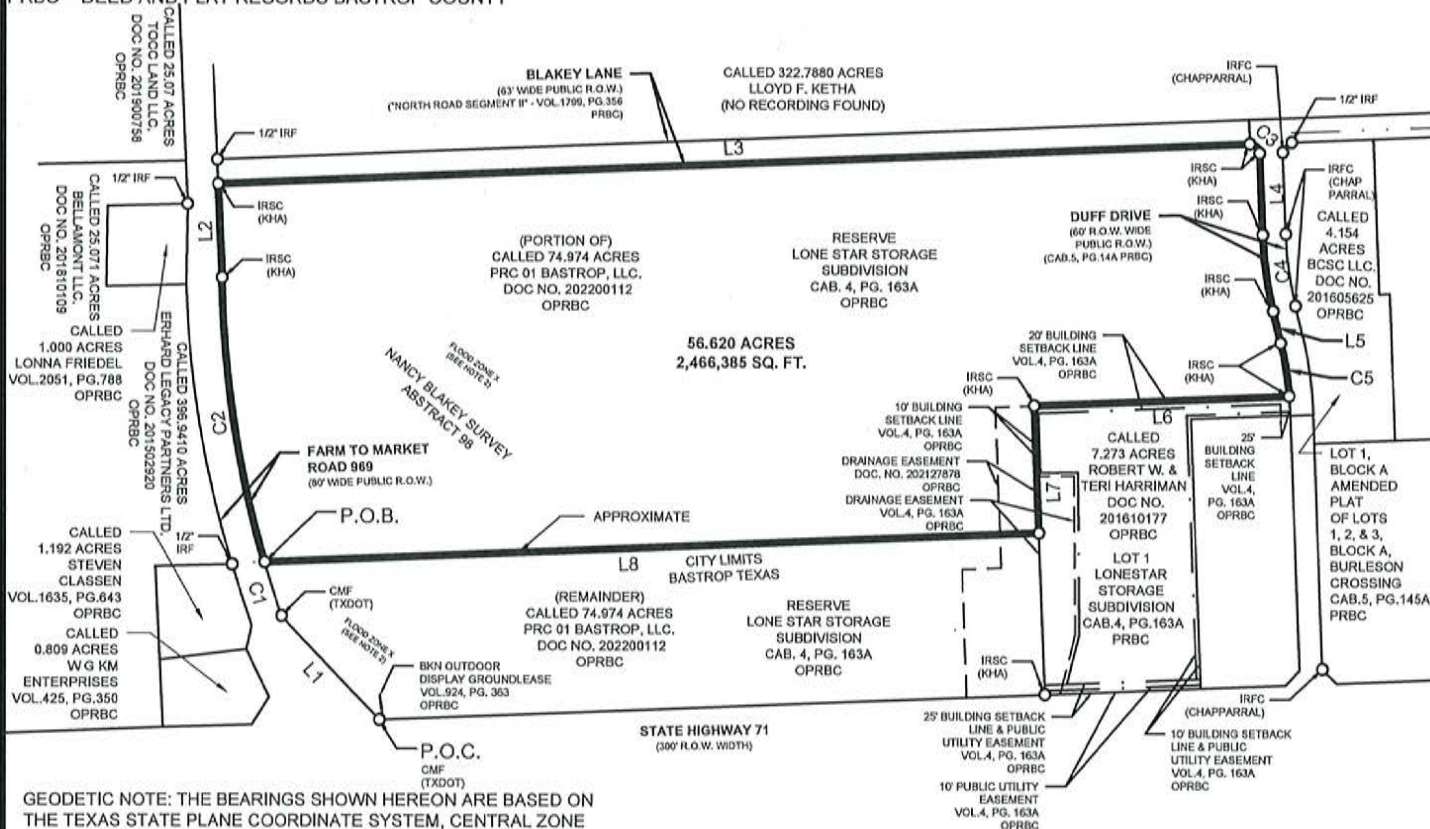 CALLED 25.07 ACRES
TOCC LAND LLC.
DOC NO. 201900758
OPRBC
BLAKEY LANE
(63' WIDE PUBLIC R.O.W.)
("NORTH ROAD SEGMENT II" - VOL.1799, PG.356
PRBC)
CALLED 322.7880 ACRES
LLOYD F. KETHA
(NO RECORDING FOUND)
IRFC
(CHAPPARRAL)
1/2" IRF
1/2" IRF
L3
C3
1/2" IRF
IRSC
(KHA)
L2
IRSC
(KHA)
IRSC
(KHA)
L4
IRFC
(CHAP
PARRAL)
CALLED 25.071 ACRES
BELLAMONT LLC.
DOC NO. 201610109
OPRBC
IRSC
(KHA)
(PORTION OF)
CALLED 74.974 ACRES
PRC 01 BASTROP, LLC.
DOC NO. 202200112
OPRBC
RESERVE
LONE STAR STORAGE
SUBDIVISION
CAB. 4, PG. 163A
OPRBC
DUFF DRIVE
(60' R.O.W. WIDE
PUBLIC R.O.W.)
(CAB.5, PG.14A PRBC)
C4
CALLED
4.154
ACRES
BCSC LLC.
DOC NO.
201605625
OPRBC
IRSC
(KHA)
CALLED
1.000 ACRES
LONNA FRIEDEL
VOL.2051, PG.788
OPRBC
CALLED 396.9410 ACRES
ERHARD LEGACY PARTNERS LTD.
DOC NO. 201502920
OPRBC
C2
NANCY BLAKEY SURVEY
ABSTRACT 98
FLOOD ZONE X
(SEE NOTE 2)
56.620 ACRES
2,466,385 SQ. FT.
20' BUILDING
SETBACK LINE
VOL.4, PG. 163A
OPRBC
L5
IRSC
(KHA)
C5
IRSC
(KHA)
10' BUILDING
SETBACK LINE
VOL.4, PG. 163A
OPRBC
L6
DRAINAGE EASEMENT
DOC. NO. 202127878
OPRBC
DRAINAGE EASEMENT
VOL.4, PG. 163A
OPRBC
L7
CALLED
7.273 ACRES
ROBERT W. &
TERI HARRIMAN
DOC NO.
201610177
OPRBC
LOT 1
LONESTAR
STORAGE
SUBDIVISION
CAB.4, PG.163A
PRBC
25'
BUILDING
SETBACK
LINE
VOL.4,
PG. 163A
OPRBC
LOT 1,
BLOCK A
AMENDED
PLAT
OF LOTS
1, 2, & 3,
BLOCK A,
BURLESON
CROSSING
CAB.5, PG.145A
PRBC
FARM TO MARKET
ROAD 969
(80' WIDE PUBLIC R.O.W.)
P.O.B.
APPROXIMATE
L8
CITY LIMITS
BASTROP TEXAS
1/2"
IRF
CALLED
1.192 ACRES
STEVEN
CLASSEN
VOL.1635, PG.643
OPRBC
C1
CMF
(TXDOT)
FLOOD ZONE X
(SEE NOTE 2)
(REMAINDER)
CALLED 74.974 ACRES
PRC 01 BASTROP, LLC.
DOC NO. 202200112
OPRBC
RESERVE
LONE STAR STORAGE
SUBDIVISION
CAB. 4, PG. 163A
OPRBC
CALLED
0.809 ACRES
W G KM
ENTERPRISES
VOL.425, PG.350
OPRBC
L1
BKN OUTDOOR
DISPLAY GROUNDLEASE
VOL.924, PG. 363
OPRBC
IRSC
(KHA)
IRFC
(CHAPPARRAL)
STATE HIGHWAY 71
(300' R.O.W. WIDTH)
25' BUILDING SETBACK
LINE & PUBLIC
UTILITY EASEMENT
VOL.4, PG. 163A
OPRBC
10' BUILDING SETBACK
LINE & PUBLIC
UTILITY EASEMENT
VOL.4, PG. 163A
OPRBC
P.O.C.
CMF
(TXDOT)
10' PUBLIC UTILITY
EASEMENT
VOL.4, PG. 163A
OPRBC
GEODETIC NOTE: THE BEARINGS SHOWN HEREON ARE BASED ON
THE TEXAS STATE PLANE COORDINATE SYSTEM, CENTRAL ZONE